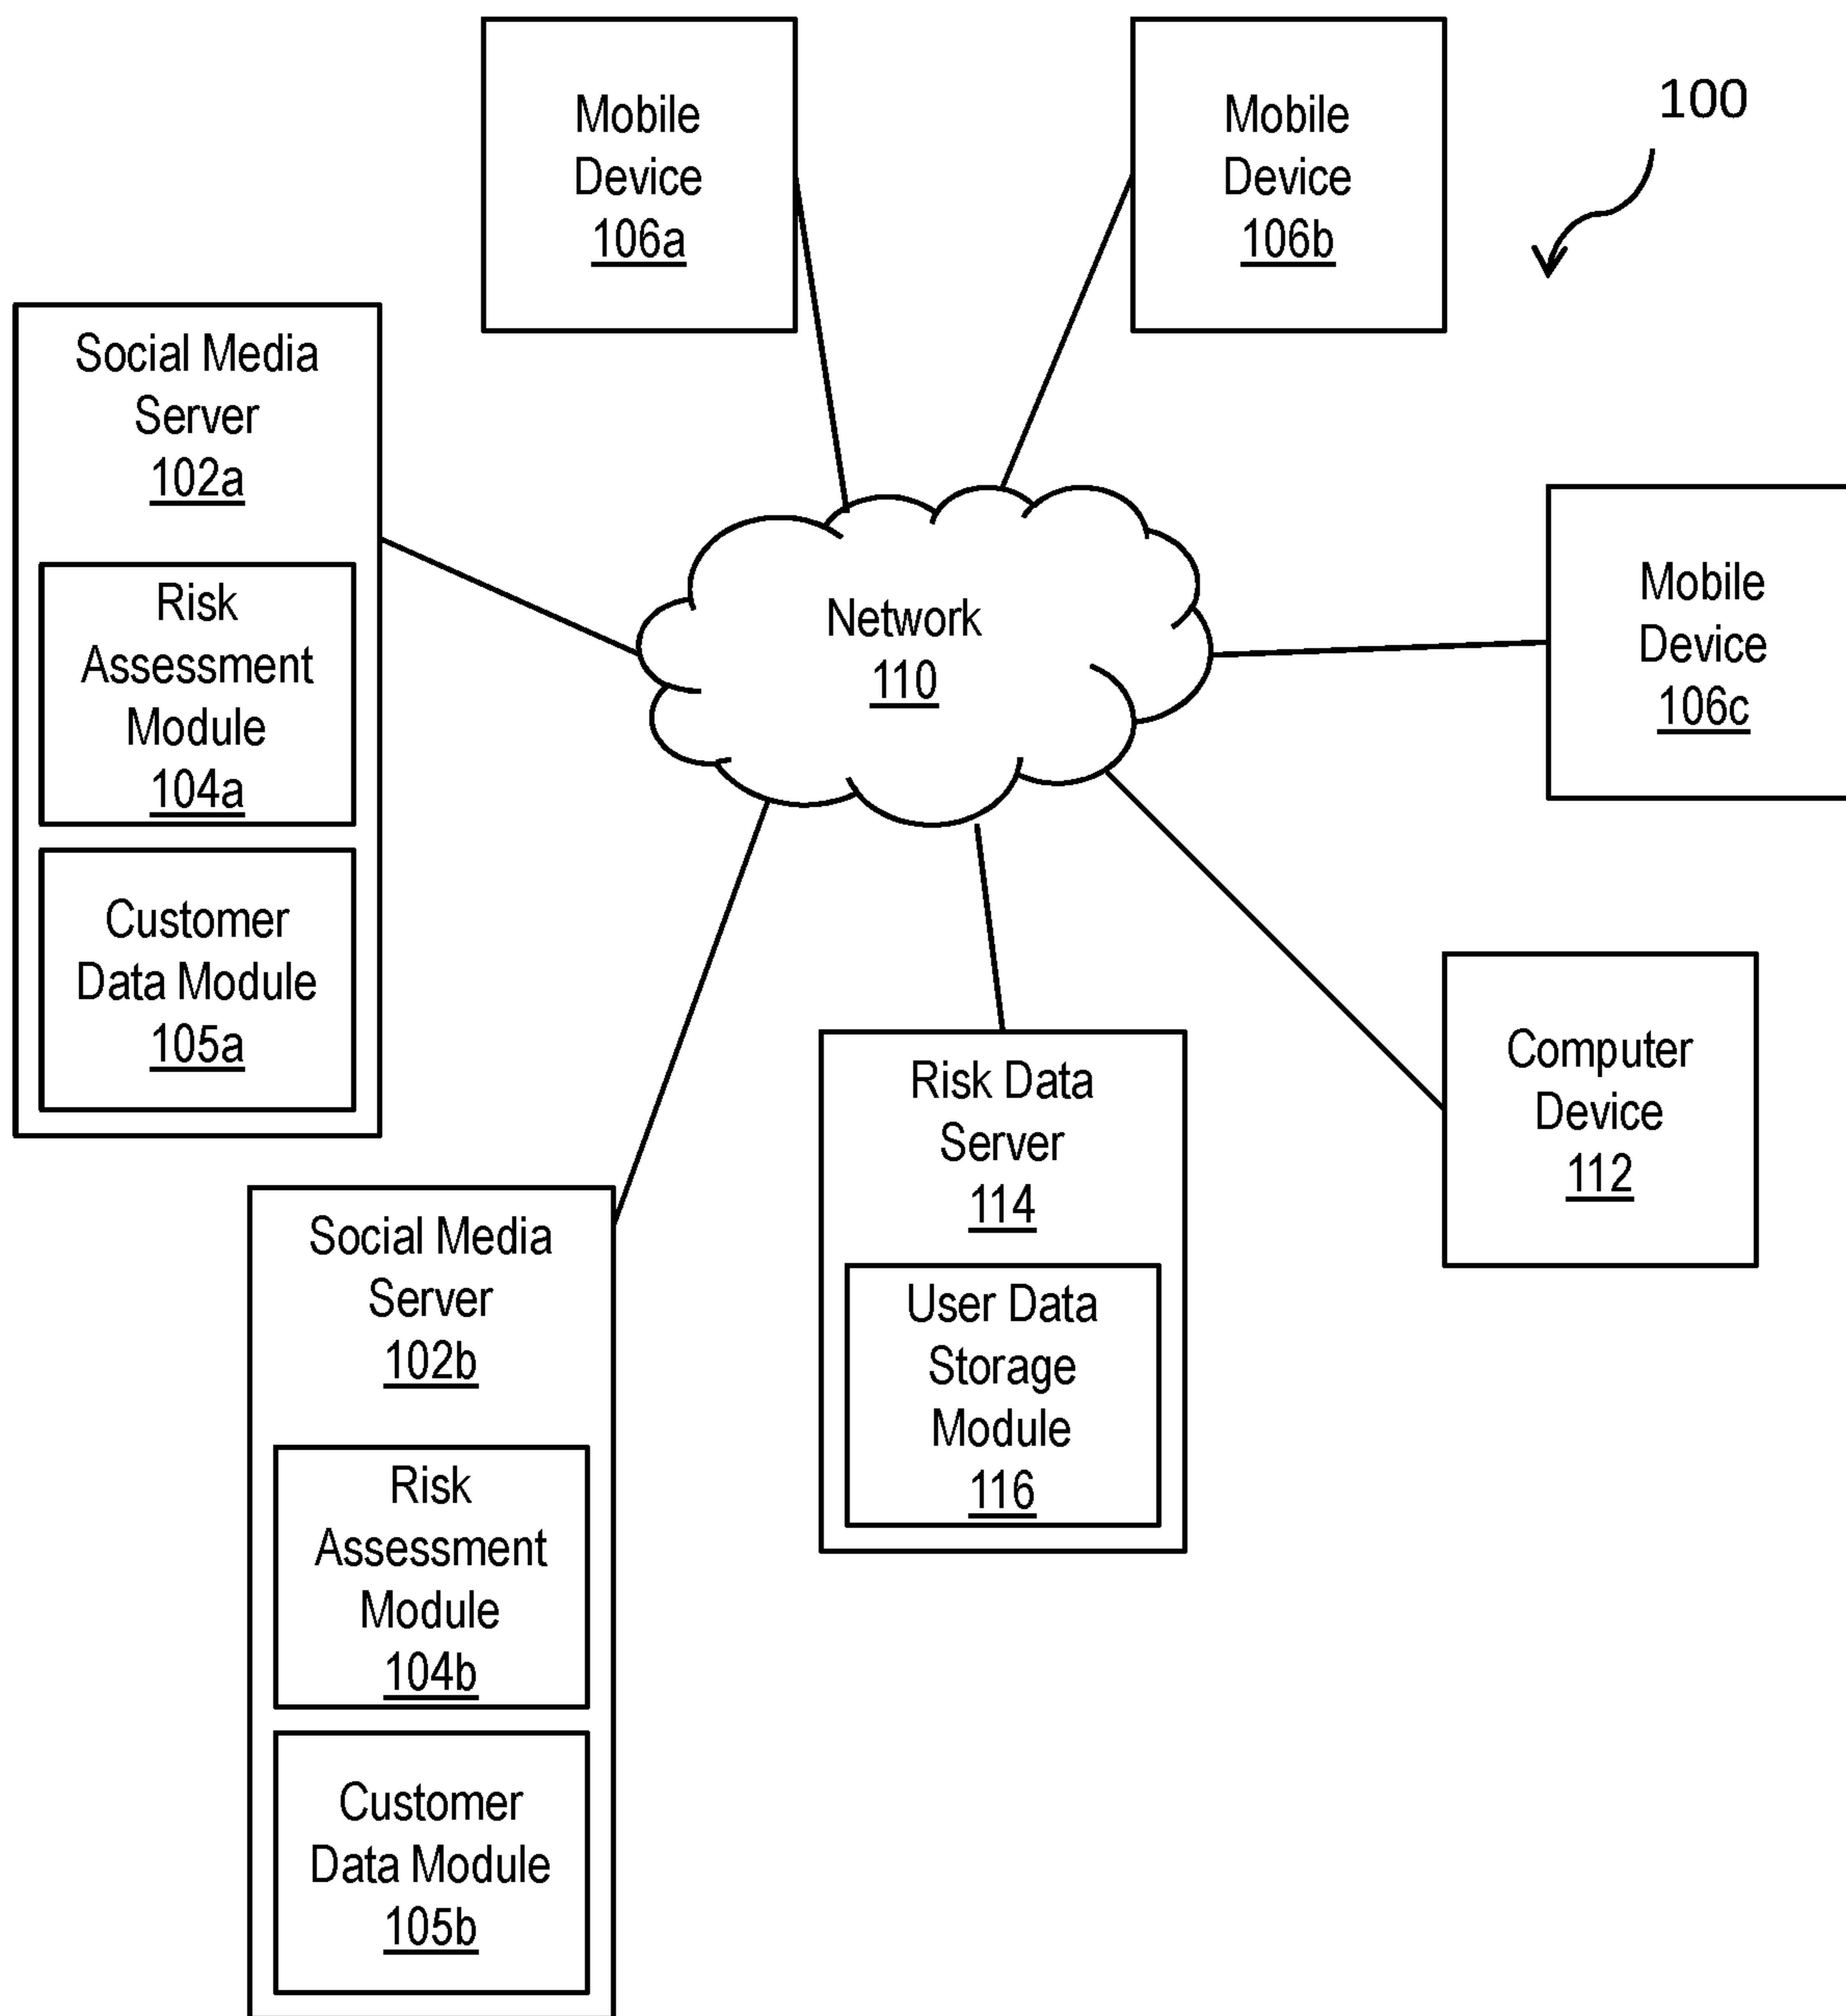 Mobile
Device
106a
Mobile
Device
106b
100
Social Media
Server
102a
Risk
Assessment
Module
104a
Customer
Data Module
105a
Network
110
Mobile
Device
106c
Computer
Device
112
Risk Data
Server
114
User Data
Storage
Module
116
Social Media
Server
102b
Risk
Assessment
Module
104b
Customer
Data Module
105b